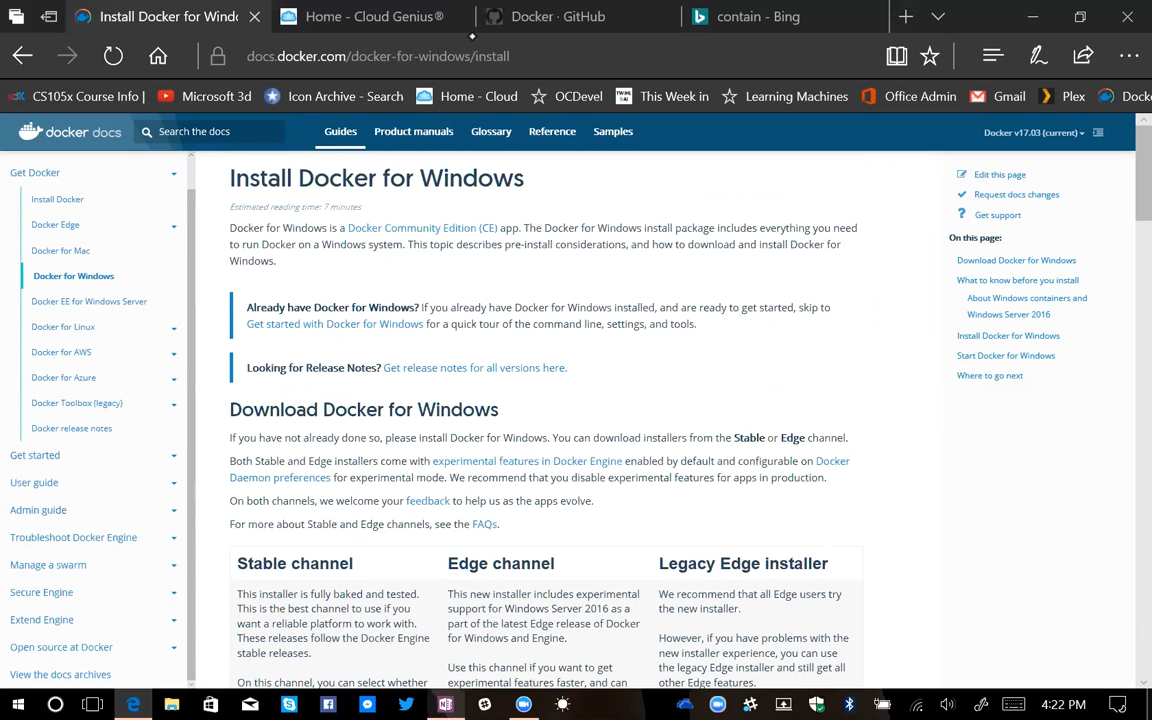 Install Docker for Windo
Home - Cloud Genius®
Docker · GitHub
contain - Bing
docs.docker.com/docker-for-windows/install
CS105x Course Info |
Microsoft 3d
Icon Archive - Search
Home - Cloud
OCDevel
This Week in
Learning Machines
Office Admin
Gmail
Plex
Docke
docker docs
Search the docs
Guides
Product manuals
Glossary
Reference
Samples
Docker v17.03 (current)
Get Docker
Install Docker
Docker Edge
Docker for Mac
Docker for Windows
Docker EE for Windows Server
Docker for Linux
Docker for AWS
Docker for Azure
Docker Toolbox (legacy)
Docker release notes
Get started
User guide
Admin guide
Troubleshoot Docker Engine
Manage a swarm
Secure Engine
Extend Engine
Open source at Docker
View the docs archives
Install Docker for Windows
Estimated reading time: 7 minutes
Docker for Windows is a Docker Community Edition (CE) app. The Docker for Windows install package includes everything you need
to run Docker on a Windows system. This topic describes pre-install considerations, and how to download and install Docker for
Windows.
Already have Docker for Windows? If you already have Docker for Windows installed, and are ready to get started, skip to
Get started with Docker for Windows for a quick tour of the command line, settings, and tools.
Looking for Release Notes? Get release notes for all versions here.
Download Docker for Windows
If you have not already done so, please install Docker for Windows. You can download installers from the Stable or Edge channel.
Both Stable and Edge installers come with experimental features in Docker Engine enabled by default and configurable on Docker
Daemon preferences for experimental mode. We recommend that you disable experimental features for apps in production.
On both channels, we welcome your feedback to help us as the apps evolve.
For more about Stable and Edge channels, see the FAQs.
Stable channel
This installer is fully baked and tested.
This is the best channel to use if you
want a reliable platform to work with.
These releases follow the Docker Engine
stable releases.
On this channel, you can select whether
Edge channel
This new installer includes experimental
support for Windows Server 2016 as a
part of the latest Edge release of Docker
for Windows and Engine.
Use this channel if you want to get
experimental features faster, and can
Legacy Edge installer
We recommend that all Edge users try
the new installer.
However, if you have problems with the
new installer experience, you can use
the legacy Edge installer and still get all
other Edge features.
Edit this page
Request docs changes
Get support
On this page:
Download Docker for Windows
What to know before you install
About Windows containers and
Windows Server 2016
Install Docker for Windows
Start Docker for Windows
Where to go next
4:22 PM